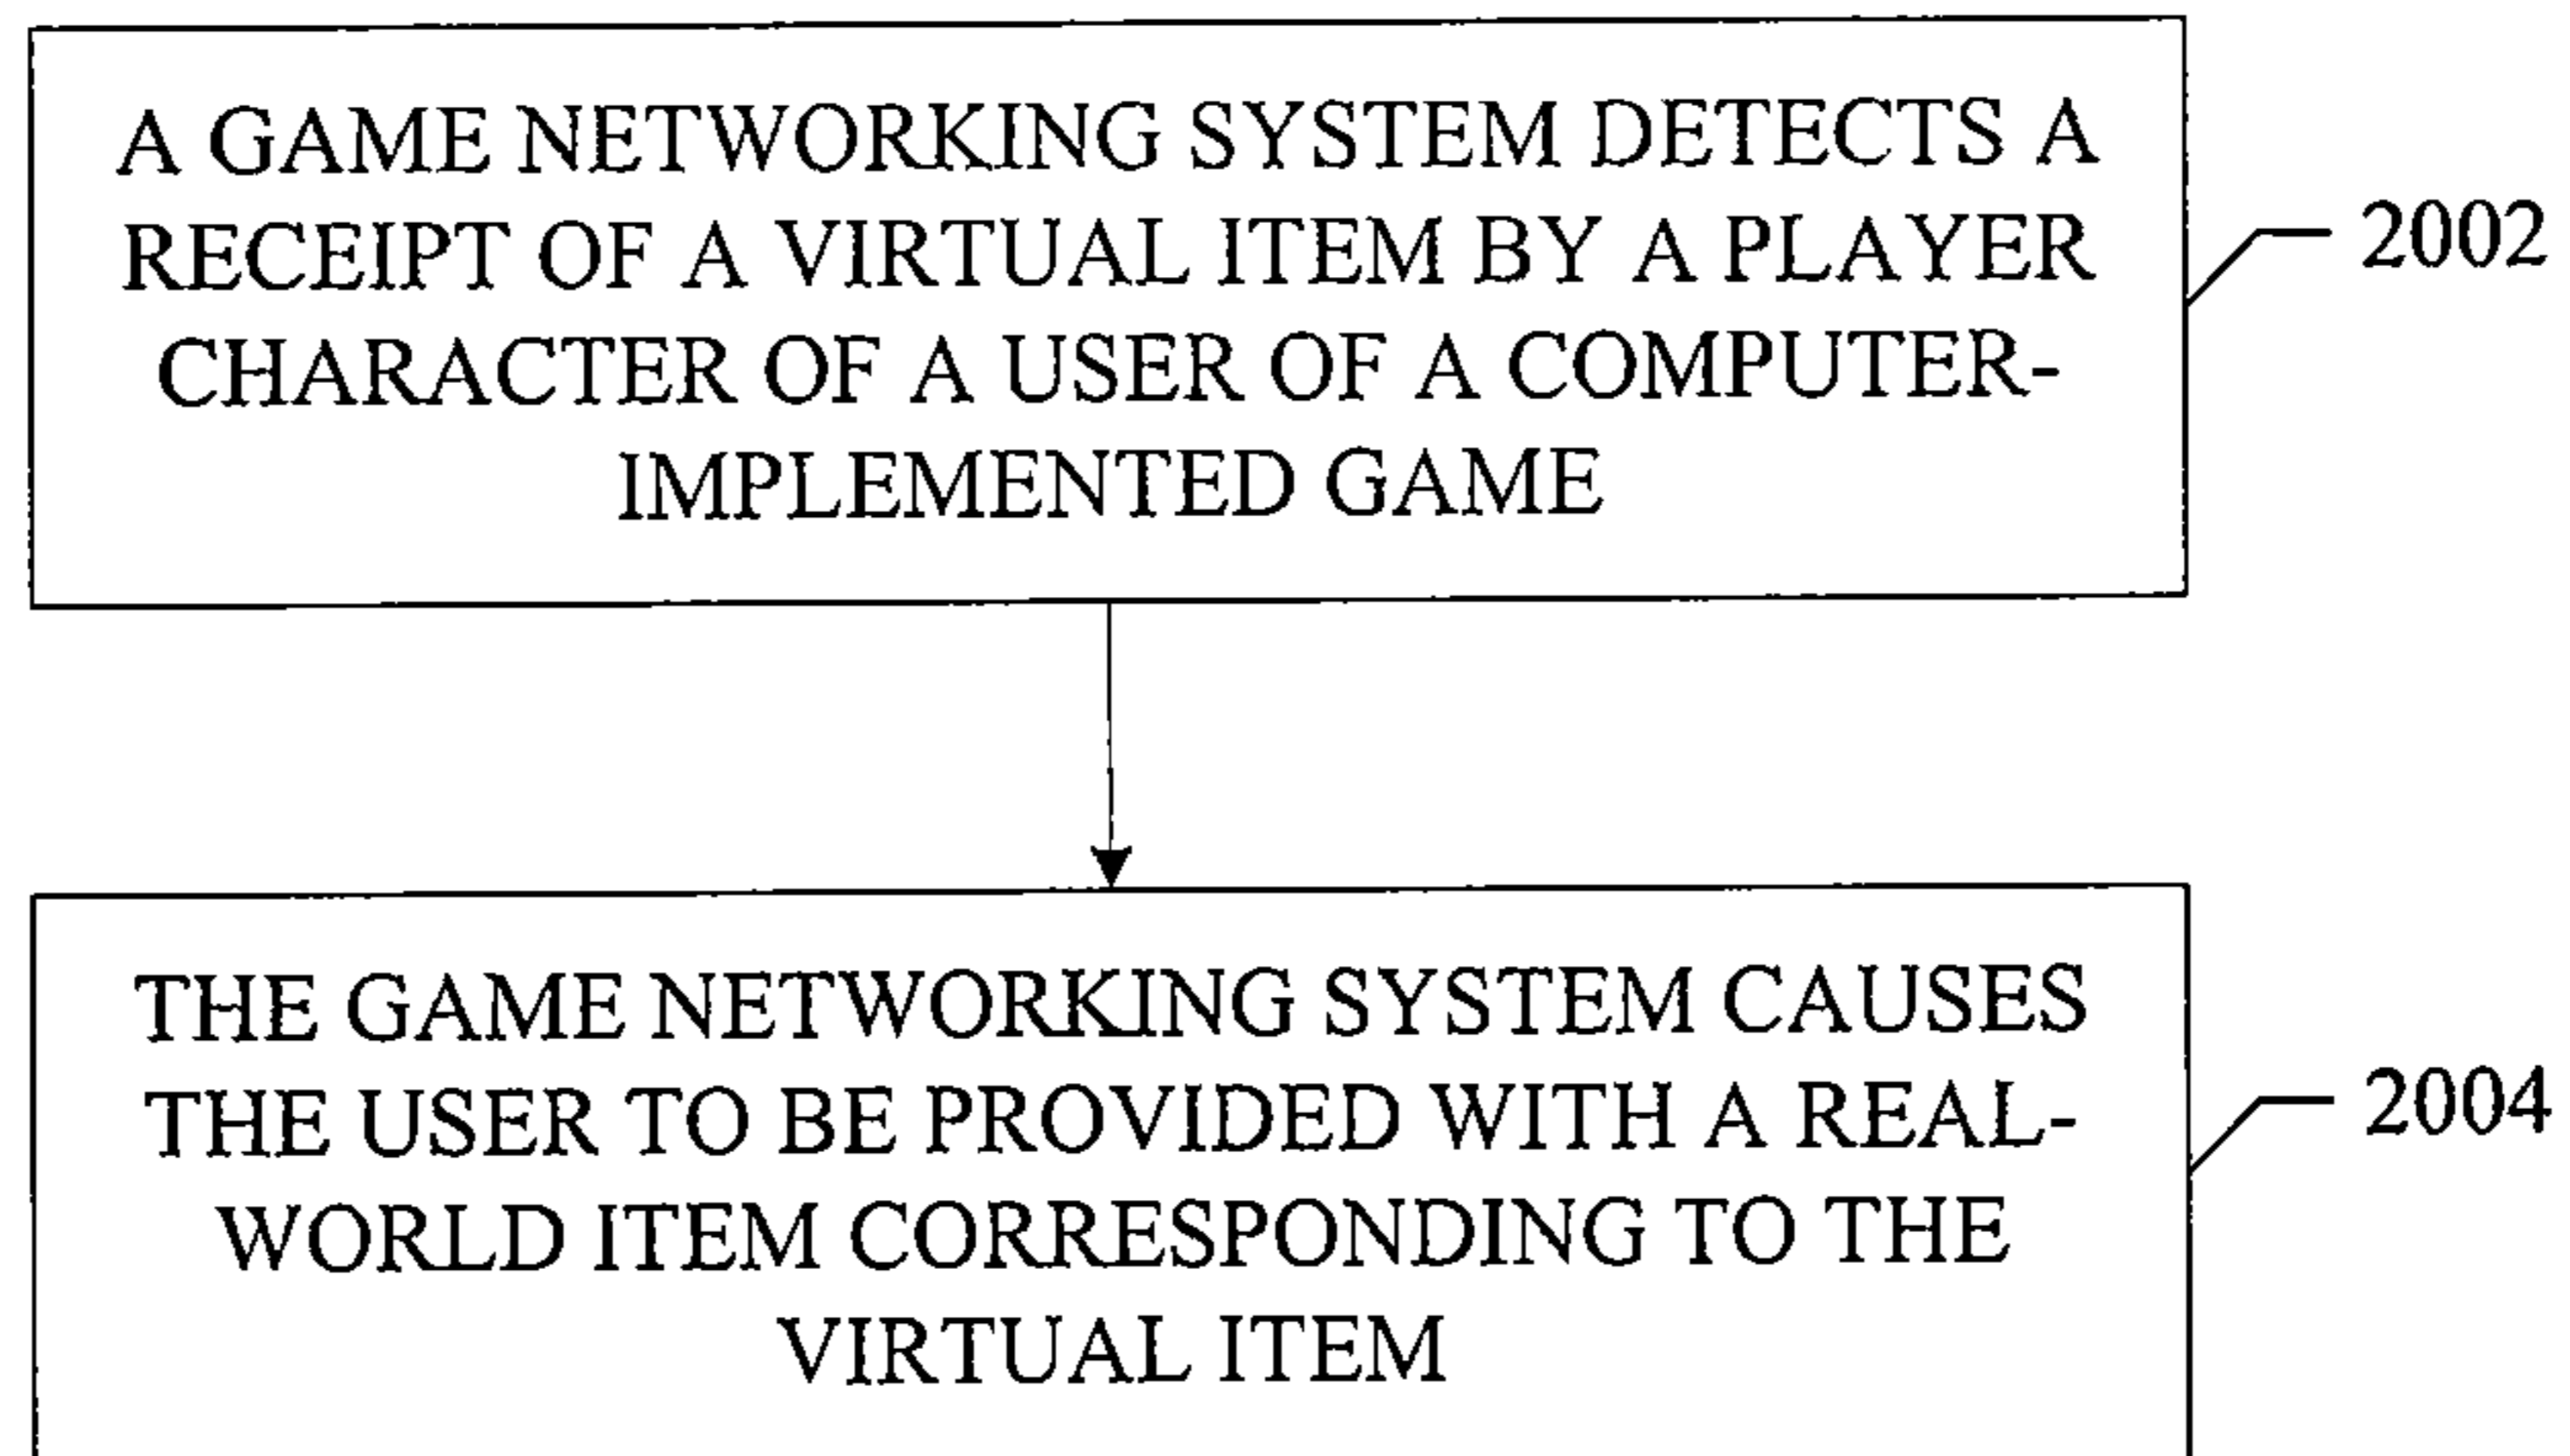 A GAME NETWORKING SYSTEM DETECTS A
RECEIPT OF A VIRTUAL ITEM BY A PLAYER
CHARACTER OF A USER OF A COMPUTER-
IMPLEMENTED GAME
2002
THE GAME NETWORKING SYSTEM CAUSES
THE USER TO BE PROVIDED WITH A REAL-
WORLD ITEM CORRESPONDING TO THE
VIRTUAL ITEM
2004